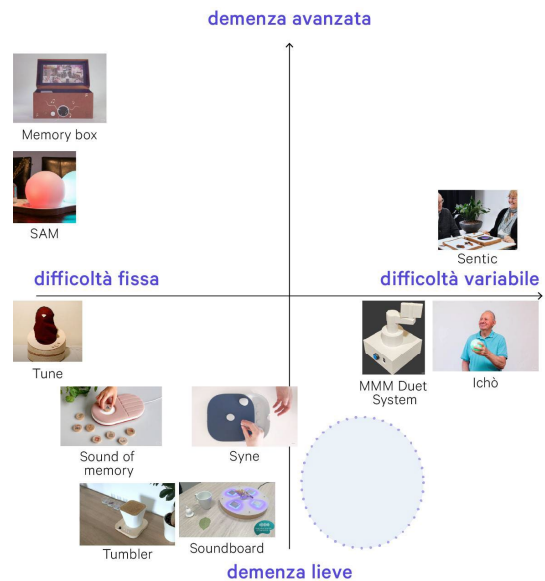 demenza avanzata
Memory box
SAM
Sentic
difficoltà fissa
difficoltà variabile
Tune
MMM Duet
System
Ichò
Sound of
memory
Syne
Tumbler
Soundboard
demenza lieve